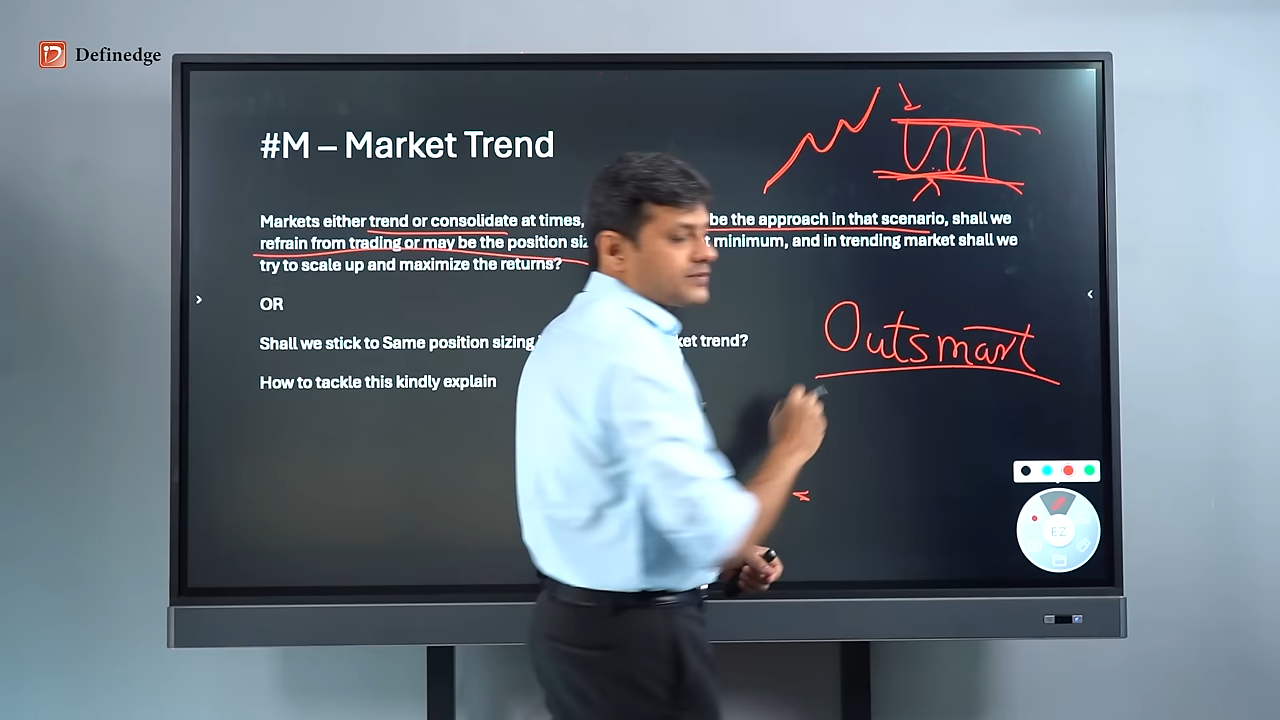 Definedge
#M – Market Trend
Markets either trend or consolidate at times, be the approach in that scenario, shall we
refrain from trading or may be the position minimum, and in trending market shall we
try to scale up and maximize the returns?
OR
Shall we stick to Same position sizing trend?
How to tackle this kindly explain
Outsmart
EZ